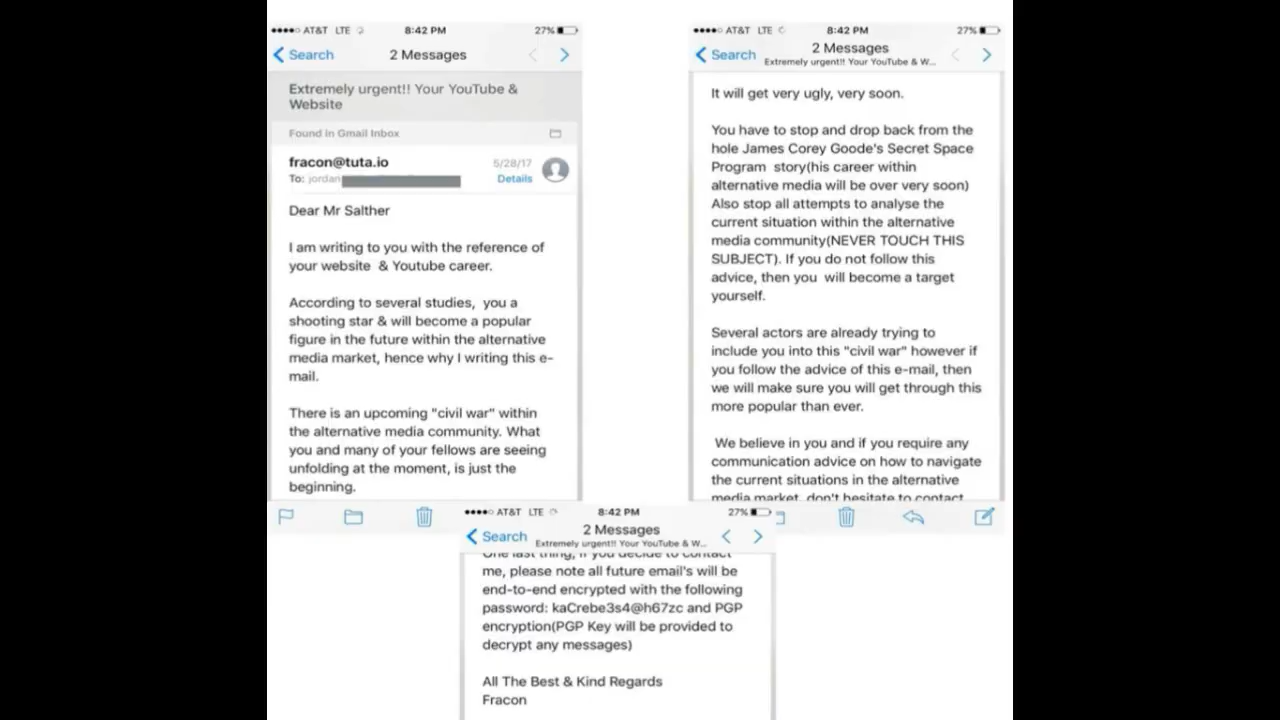 AT&T LTE 8:42 PM 27%
Search 2 Messages
Extremely urgent!! Your YouTube &
Website
Found in Gmail Inbox
fracon@tuta.io 5/28/17
To: jordan Details
Dear Mr Salther
I am writing to you with the reference of
your website & Youtube career.
According to several studies, you a
shooting star & will become a popular
figure in the future within the alternative
media market, hence why I writing this e-
mail.
There is an upcoming "civil war" within
the alternative media community. What
you and many of your fellows are seeing
unfolding at the moment, is just the
beginning.
AT&T LTE 8:42 PM 27%
Search 2 Messages
Extremely urgent!! Your YouTube & W...
It will get very ugly, very soon.
You have to stop and drop back from the
hole James Corey Goode's Secret Space
Program story(his career within
alternative media will be over very soon)
Also stop all attempts to analyse the
current situation within the alternative
media community(NEVER TOUCH THIS
SUBJECT). If you do not follow this
advice, then you will become a target
yourself.
Several actors are already trying to
include you into this "civil war" however if
you follow the advice of this e-mail, then
we will make sure you will get through this
more popular than ever.
We believe in you and if you require any
communication advice on how to navigate
the current situations in the alternative
media market, don't hesitate to contact
AT&T LTE 8:42 PM 27%
Search 2 Messages
Extremely urgent!! Your YouTube & W...
One last thing, if you decide to contact
me, please note all future email's will be
end-to-end encrypted with the following
password: kaCrebe3s4@h67zc and PGP
encryption(PGP Key will be provided to
decrypt any messages)
All The Best & Kind Regards
Fracon